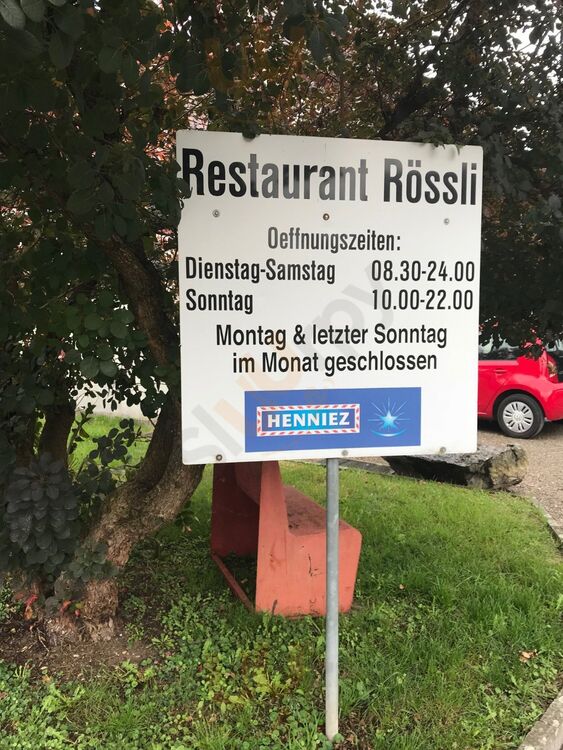 Restaurant Rössli
Oeffnungszeiten:
Dienstag-Samstag 08.30-24.00
Sonntag 10.00-22.00
Montag & letzter Sonntag
im Monat geschlossen
HENNIEZ